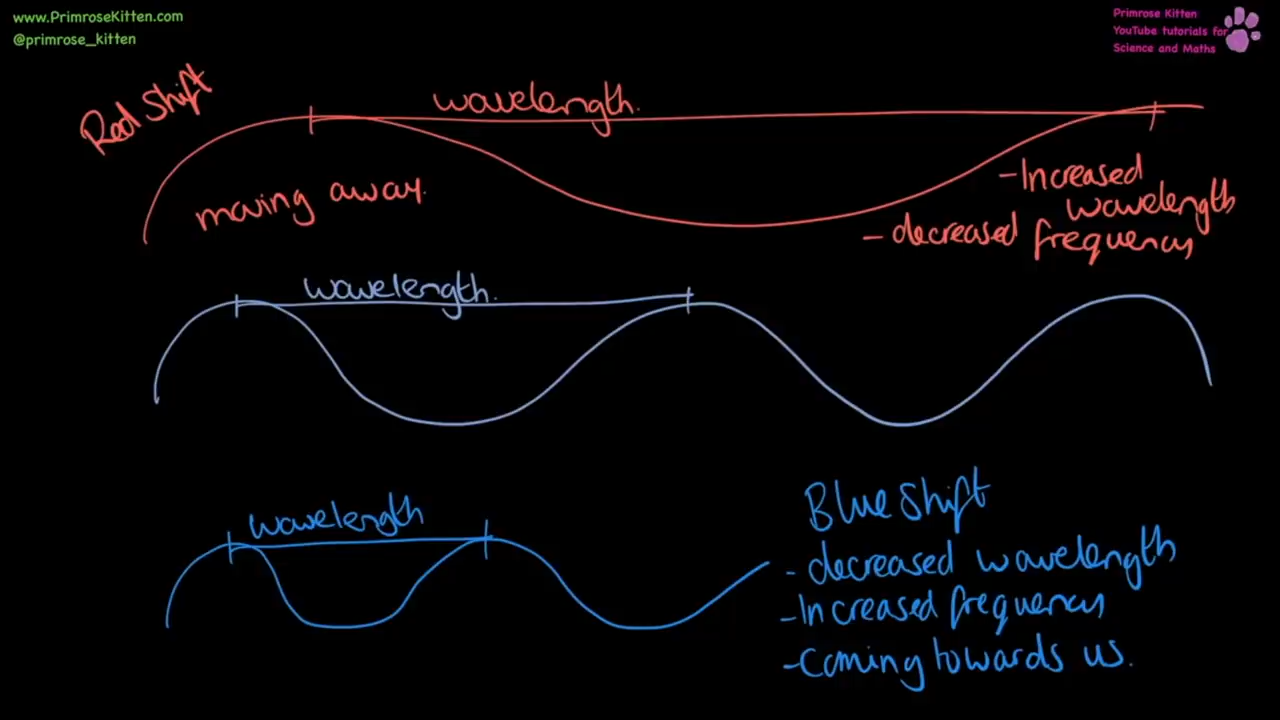 www.PrimroseKitten.com
@primrose_kitten
Primrose Kitten
YouTube tutorials for
Science and Maths
Red Shift
wavelength.
moving away.
- Increased
wavelength
- decreased frequency
wavelength.
wavelength
Blue Shift
- decreased wavelength
- Increased frequency
- Coming towards us.